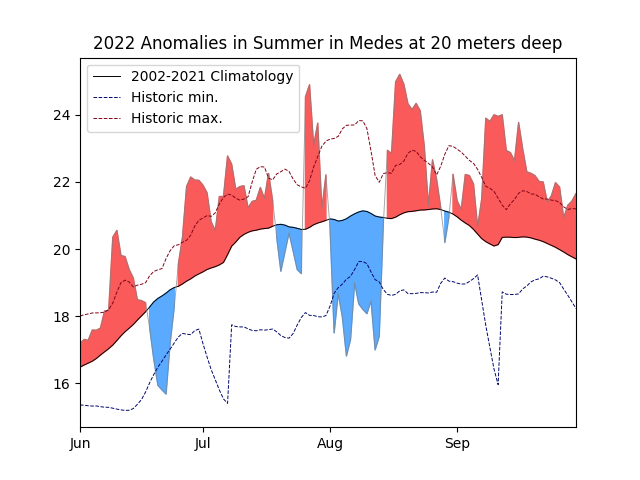 2022 Anomalies in Summer in Medes at 20 meters deep
2002-2021 Climatology
Historic min.
Historic max.
24
22
20
18
16
Jun Jul Aug Sep